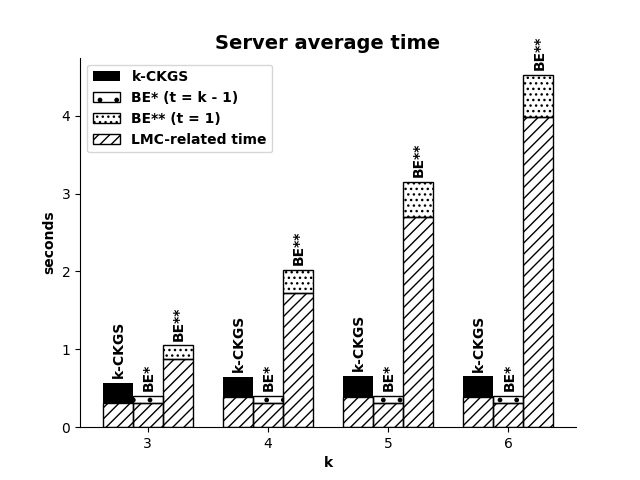 Server average time
k-CKGS
BE* (t = k - 1)
BE** (t = 1)
LMC-related time
seconds
4
3
2
1
0
k-CKGS
BE*
BE**
k-CKGS
BE*
BE**
k-CKGS
BE*
BE**
k-CKGS
BE*
BE**
3
4
5
6
k